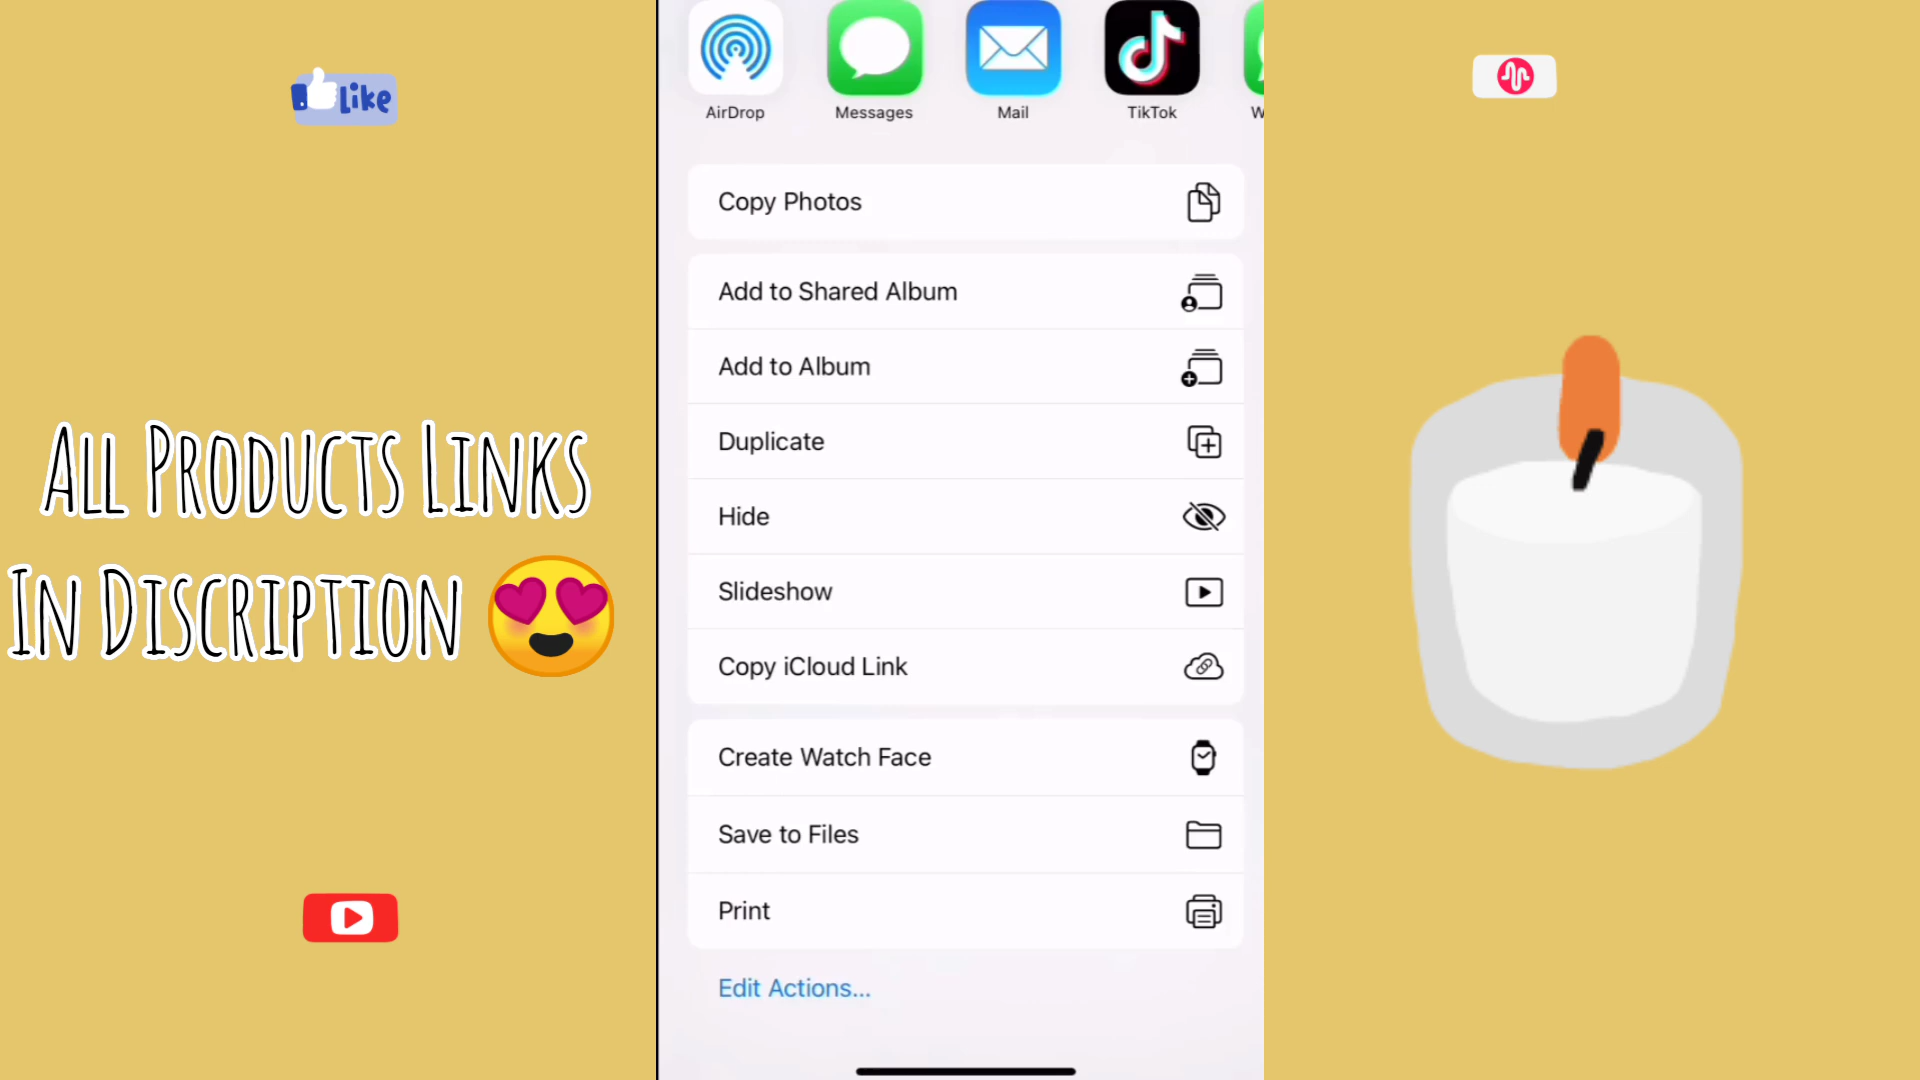 Like
All Products Links
In Discription
AirDrop
Messages
Mail
TikTok
W
Copy Photos
Add to Shared Album
Add to Album
Duplicate
Hide
Slideshow
Copy iCloud Link
Create Watch Face
Save to Files
Print
Edit Actions...